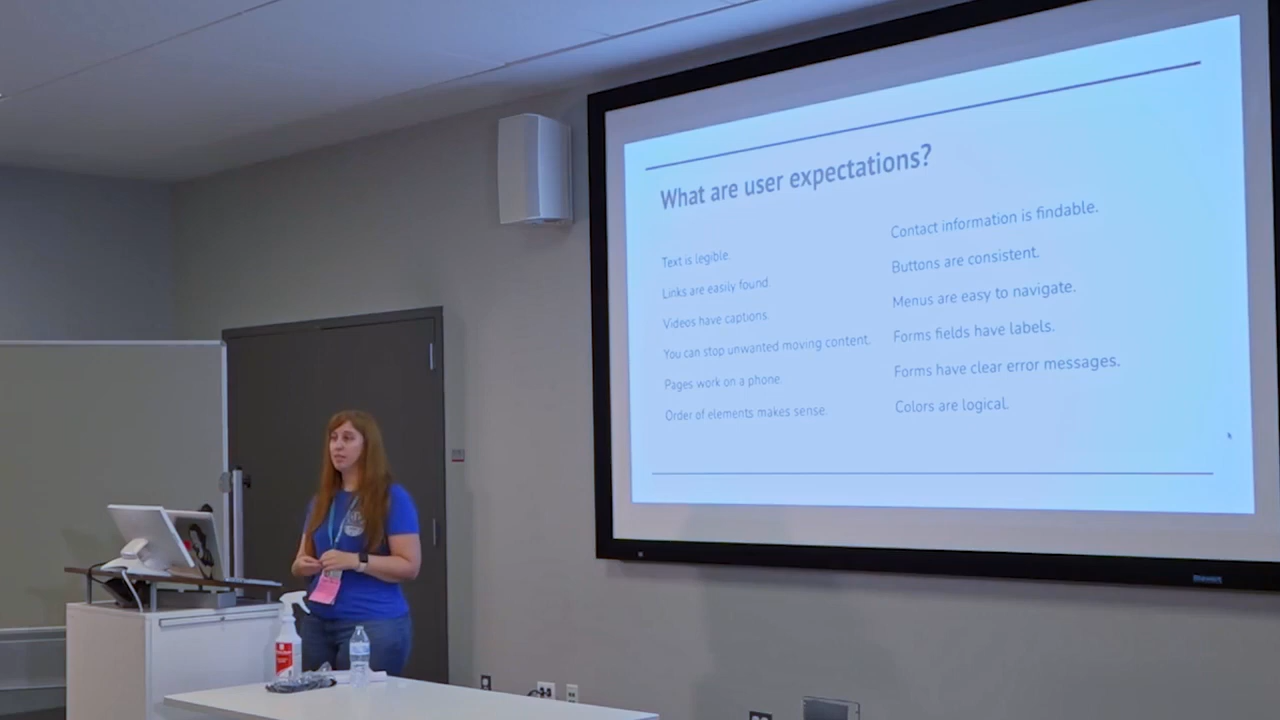 What are user expectations?
Text is legible.
Links are easily found.
Videos have captions.
You can stop unwanted moving content.
Pages work on a phone.
Order of elements makes sense.
Contact information is findable.
Buttons are consistent.
Menus are easy to navigate.
Forms fields have labels.
Forms have clear error messages.
Colors are logical.
Stewart